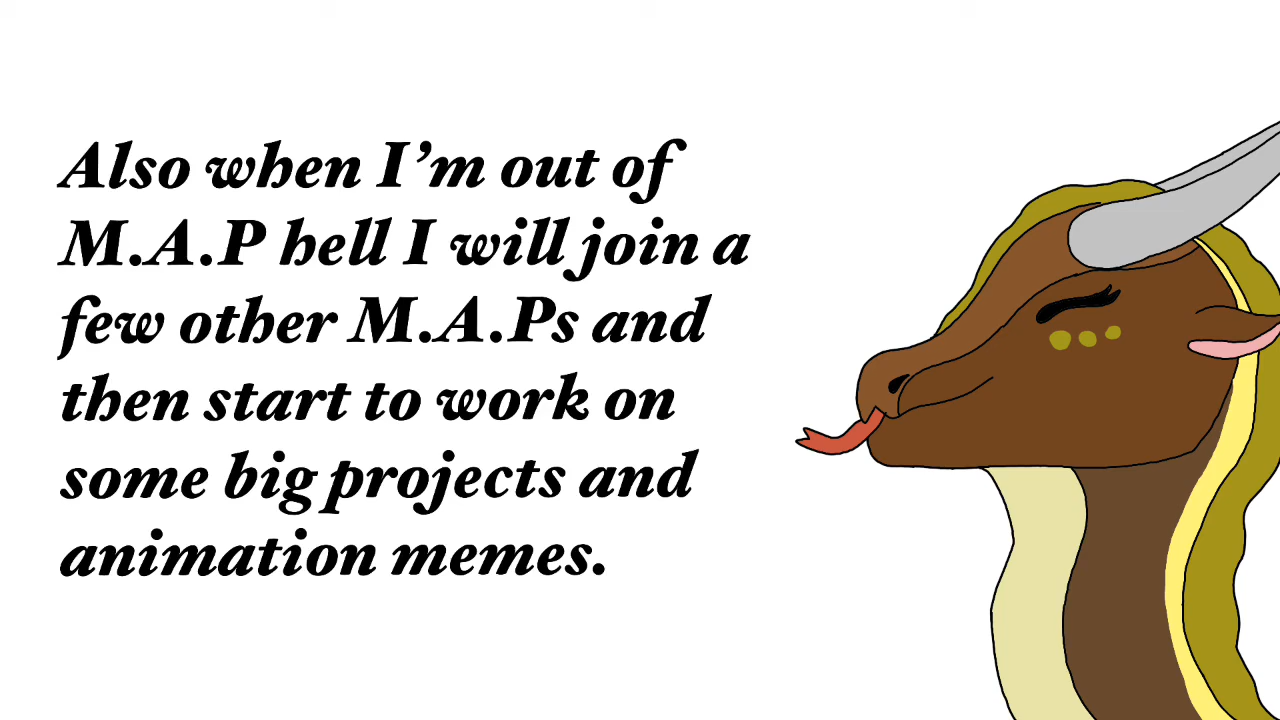 Also when I’m out of
M.A.P hell I will join a
few other M.A.Ps and
then start to work on
some big projects and
animation memes.